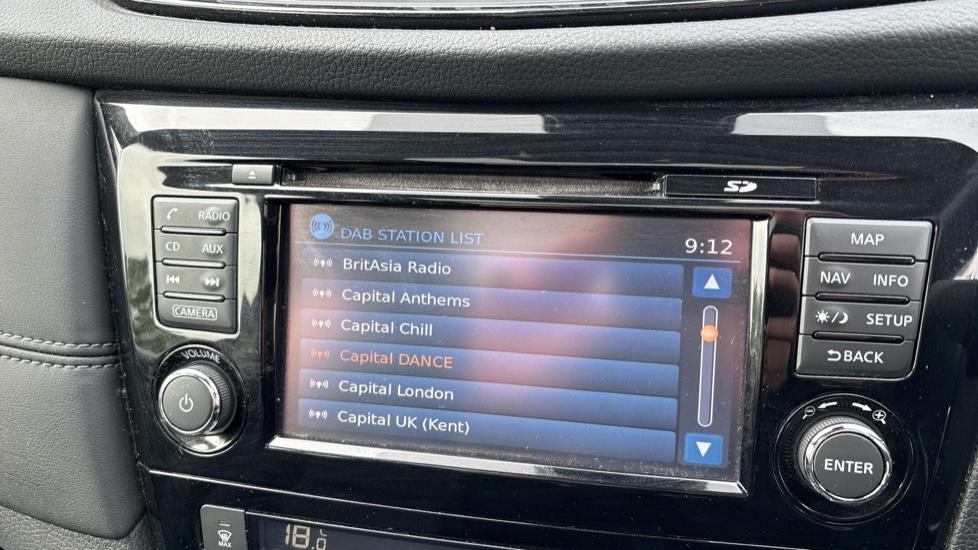 SD
RADIO
CD AUX
CAMERA
VOLUME
DAB STATION LIST 9:12
BritAsia Radio
Capital Anthems
Capital Chill
Capital DANCE
Capital London
Capital UK (Kent)
MAP
NAV INFO
SETUP
BACK
ENTER
MAX
18.0 °C